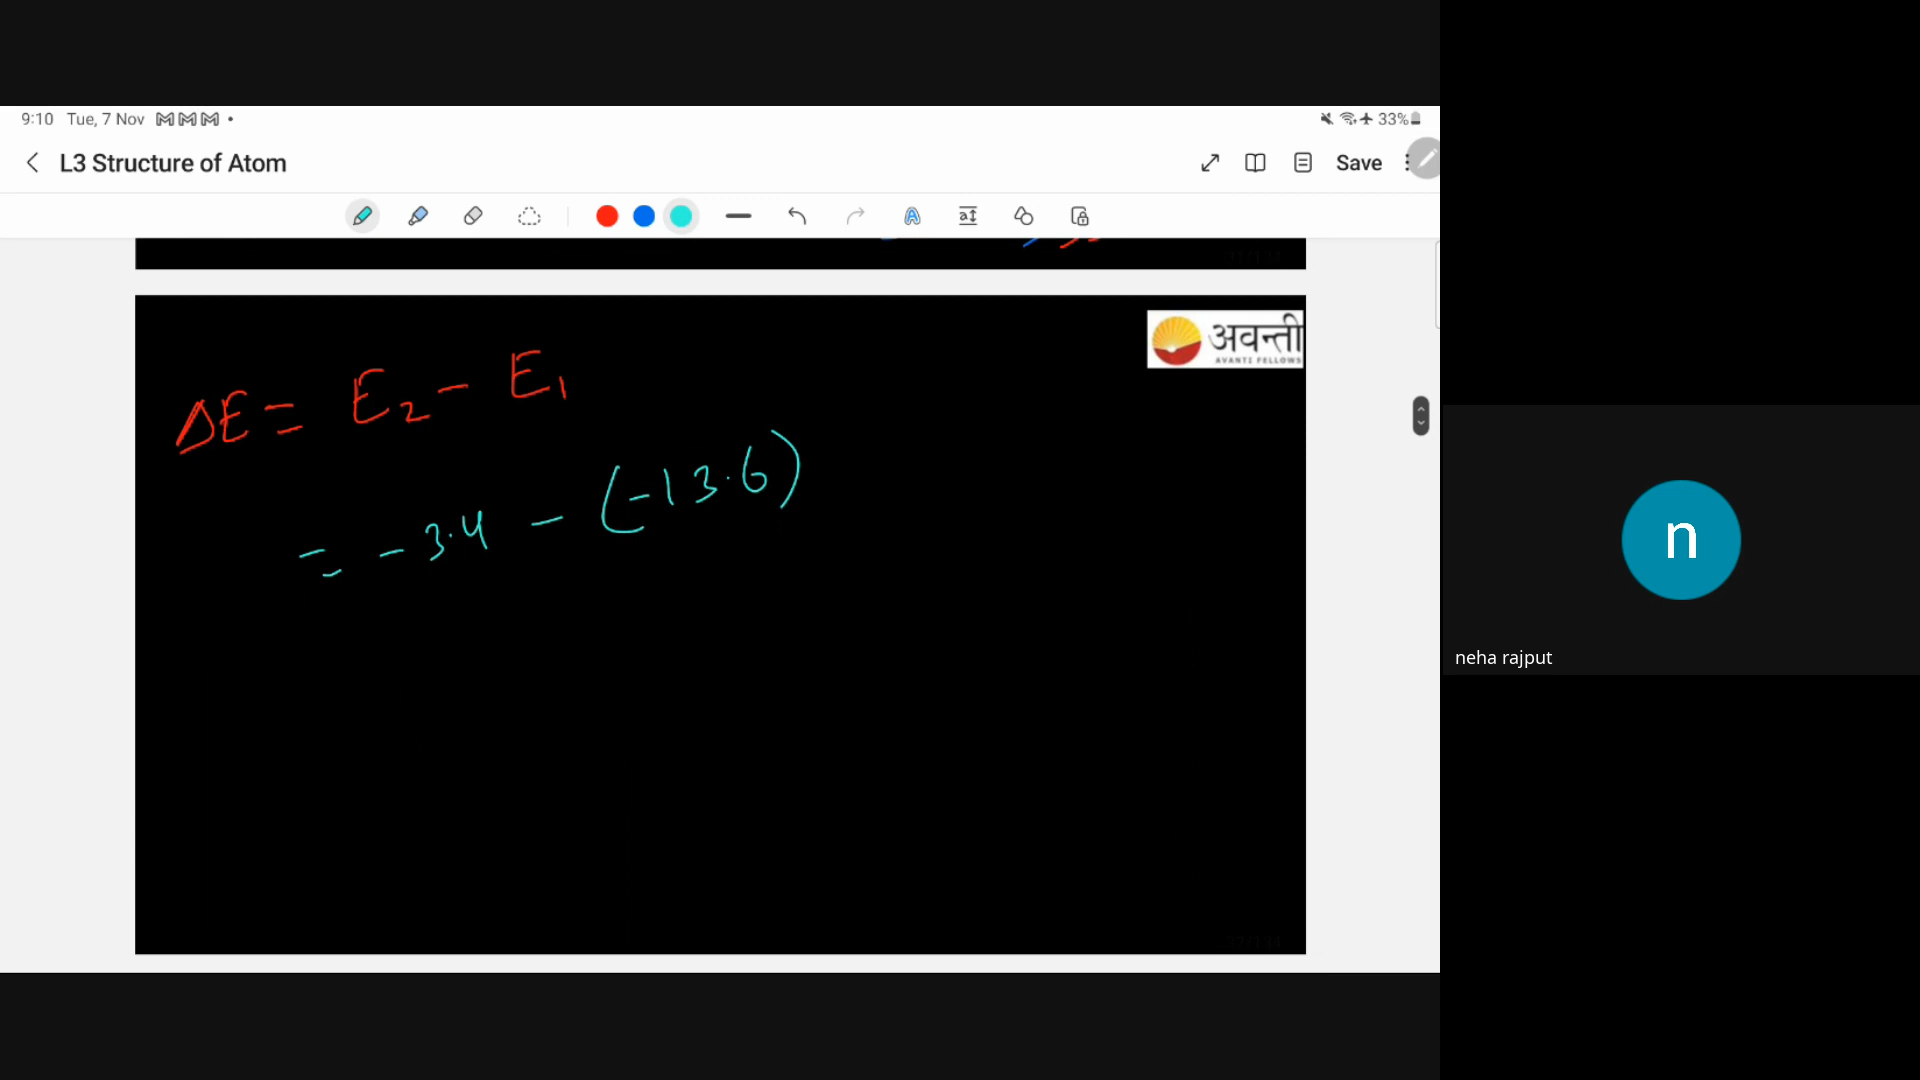 9:10 Tue, 7 Nov
33%
L3 Structure of Atom
Save
अवन्ती
AVANTI FELLOWS
ΔE = E₂ - E₁
= - 3.4 - (-13.6)
n
neha rajput